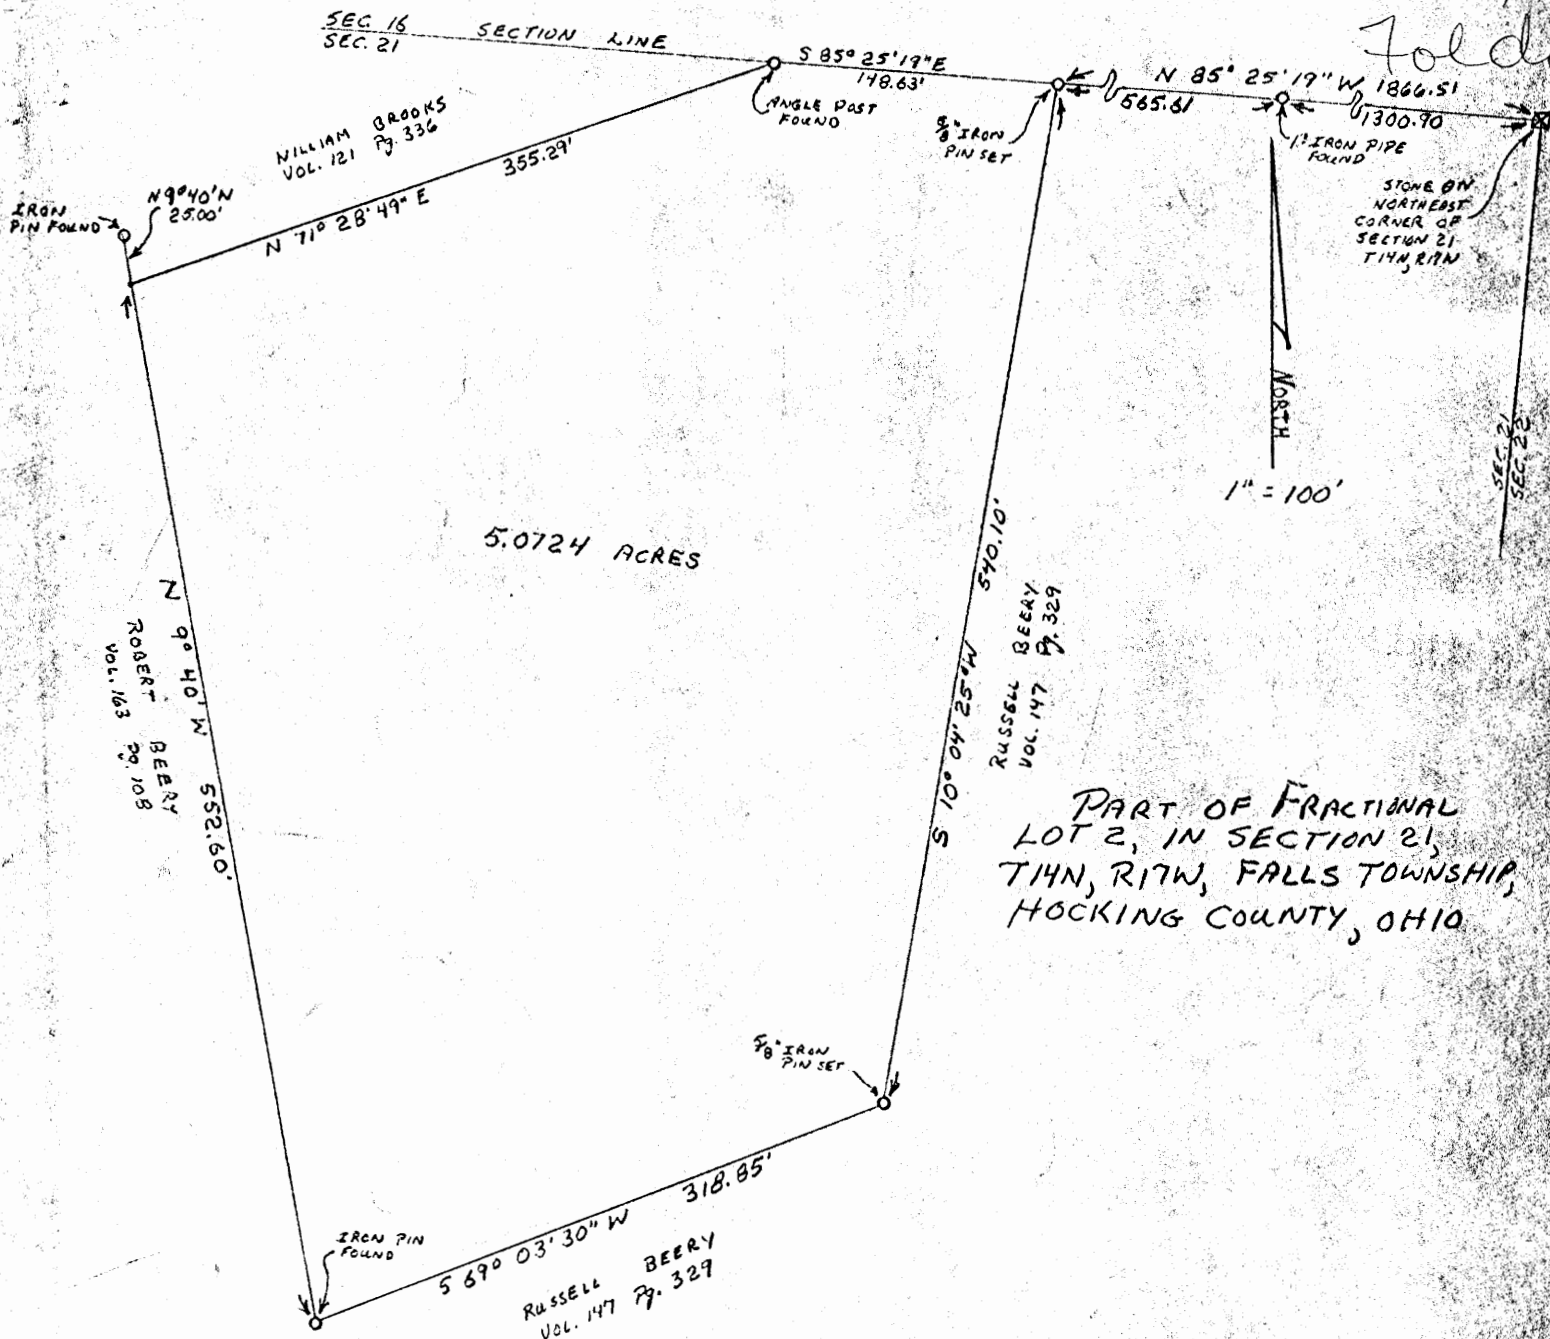 SEC. 16
SEC. 21
SECTION LINE
S 85° 25' 19" E
148.63'
N 85° 25' 19" W 1866.51
565.61
1300.90
ANGLE POST
FOUND
5/8" IRON
PIN SET
1" IRON PIPE
FOUND
STONE ON
NORTHEAST
CORNER OF
SECTION 21
T14N, R17W
WILLIAM BROOKS
VOL. 121 Pg. 336
N 71° 28' 49" E 355.29'
IRON
PIN FOUND
N 9° 40' W
25.00'
NORTH
1" = 100'
SEC. 21
SEC. 22
5.0724 ACRES
N 9° 40' W 552.60'
ROBERT BEERY
VOL. 163 Pg. 108
S 10° 04' 25" W 540.10'
RUSSELL BEERY
VOL. 147 Pg. 329
PART OF FRACTIONAL
LOT 2, IN SECTION 21,
T14N, R17W, FALLS TOWNSHIP,
HOCKING COUNTY, OHIO
5/8" IRON
PIN SET
IRON PIN
FOUND
S 69° 03' 30" W 318.85'
RUSSELL BEERY
VOL. 147 Pg. 329